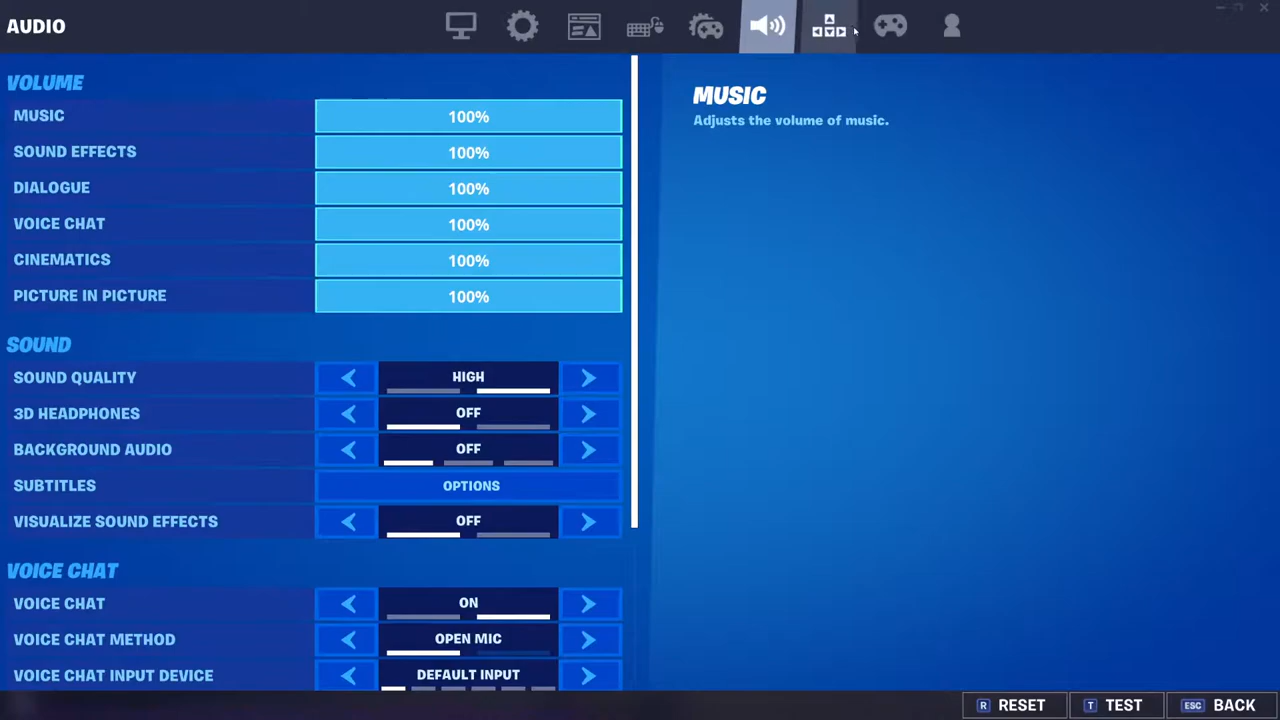 AUDIO
VOLUME
MUSIC 100%
SOUND EFFECTS 100%
DIALOGUE 100%
VOICE CHAT 100%
CINEMATICS 100%
PICTURE IN PICTURE 100%
SOUND
SOUND QUALITY HIGH
3D HEADPHONES OFF
BACKGROUND AUDIO OFF
SUBTITLES OPTIONS
VISUALIZE SOUND EFFECTS OFF
VOICE CHAT
VOICE CHAT ON
VOICE CHAT METHOD OPEN MIC
VOICE CHAT INPUT DEVICE DEFAULT INPUT
MUSIC
Adjusts the volume of music.
R RESET T TEST ESC BACK